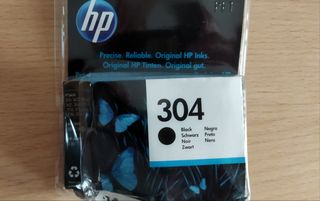 hp
Precise. Reliable. Original HP Inks.
Original HP Tinten. Original gut.
304
Black Negro
Schwarz Preto
Noir Nero
Zwart